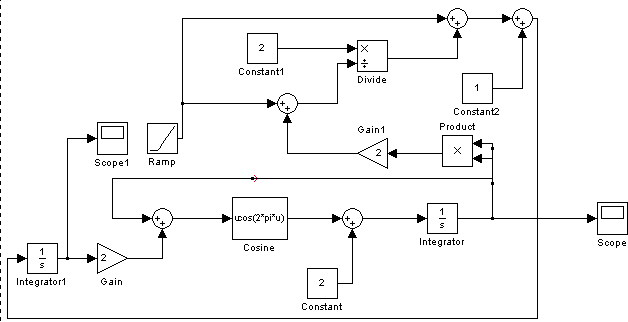 2
Constant1
×
÷
Divide
1
Constant2
Scope1
Ramp
Gain1
2
Product
×
ucos(2*pi*u)
Cosine
1
s
Integrator
Scope
1
s
Integrator1
2
Gain
2
Constant